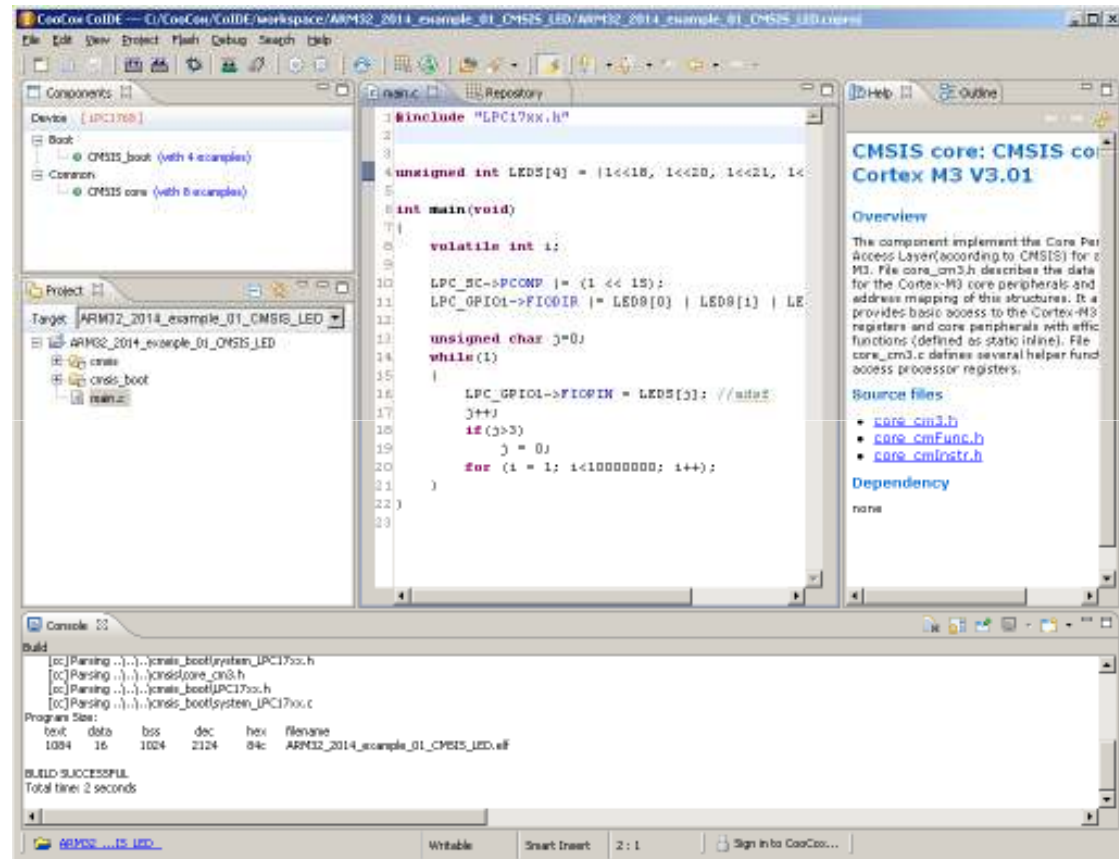 CooCox CoIDE --- C:/CooCox/CoIDE/workspace/ARM32_2014_example_01_CMSIS_LED/ARM32_2014_example_01_CMSIS_LED.coproj
File Edit View Project Flash Debug Search Help
Components
Device [ LPC1768 ]
Boot
CMSIS_boot (with 4 examples)
Common
CMSIS core (with 8 examples)
Project
Target ARM32_2014_example_01_CMSIS_LED
ARM32_2014_example_01_CMSIS_LED
cmsis
cmsis_boot
main.c
main.c Repository
1 #include "LPC17xx.h"
2
3
4 unsigned int LEDS[4] = {1<<18, 1<<20, 1<<21, 1<
5
6 int main(void)
7 {
8 volatile int i;
9
10 LPC_SC->PCONP |= (1 << 15);
11 LPC_GPIO1->FIODIR |= LEDS[0] | LEDS[1] | LE
12
13 unsigned char j=0;
14 while(1)
15 {
16 LPC_GPIO1->FIOPIN = LEDS[j];
17 j++;
18 if(j>3)
19 j = 0;
20 for (i = 1; i<10000000; i++);
21 }
22 }
23
Help Outline
CMSIS core: CMSIS cor
Cortex M3 V3.01
Overview
The component implement the Core Per
Access Layer(according to CMSIS) for a
M3. File core_cm3.h describes the data
for the Cortex-M3 core peripherals and
address mapping of this structures. It a
provides basic access to the Cortex-M3
registers and core peripherals with effic
functions (defined as static inline). File
core_cm3.c defines several helper funct
access processor registers.
Source files
core_cm3.h
core_cmFunc.h
core_cmInstr.h
Dependency
none
Console
Build
[cc]Parsing ..\..\..\cmsis_boot\system_LPC17xx.h
[cc]Parsing ..\..\..\cmsis\core_cm3.h
[cc]Parsing ..\..\..\cmsis_boot\LPC17xx.h
[cc]Parsing ..\..\..\cmsis_boot\system_LPC17xx.c
Program Size:
text data bss dec hex filename
1084 16 1024 2124 84c ARM32_2014_example_01_CMSIS_LED.elf
BUILD SUCCESSFUL
Total time: 2 seconds
ARM32 ...IS_LED Writable Smart Insert 2 : 1 Sign in to CooCox...